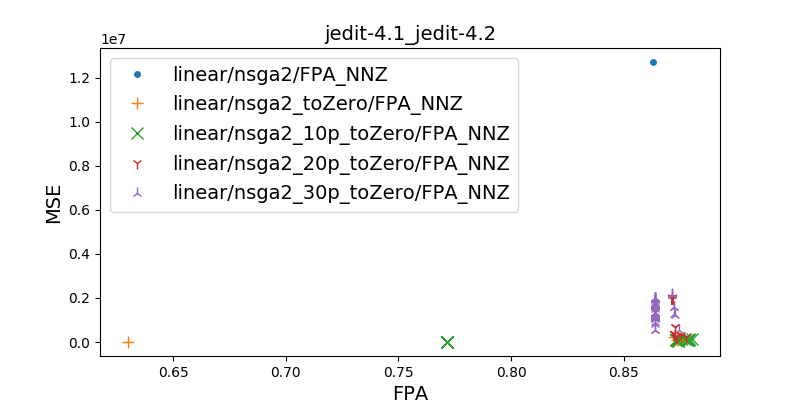 jedit-4.1_jedit-4.2
1e7
linear/nsga2/FPA_NNZ
linear/nsga2_toZero/FPA_NNZ
linear/nsga2_10p_toZero/FPA_NNZ
linear/nsga2_20p_toZero/FPA_NNZ
linear/nsga2_30p_toZero/FPA_NNZ
MSE
1.2
1.0
0.8
0.6
0.4
0.2
0.0
0.65 0.70 0.75 0.80 0.85
FPA